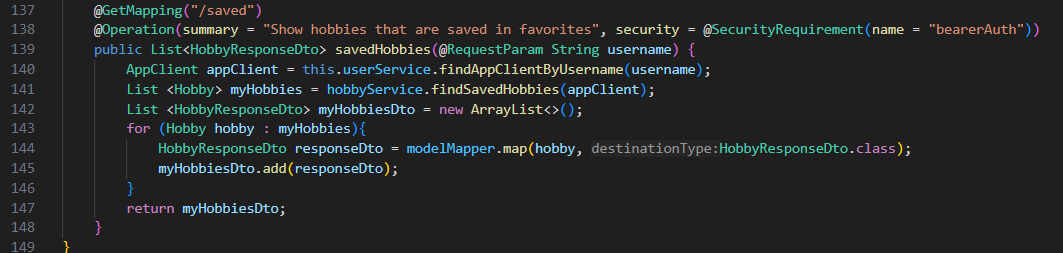 137 @GetMapping("/saved")
138 @Operation(summary = "Show hobbies that are saved in favorites", security = @SecurityRequirement(name = "bearerAuth"))
139 public List<HobbyResponseDto> savedHobbies(@RequestParam String username) {
140 AppClient appClient = this.userService.findAppClientByUsername(username);
141 List <Hobby> myHobbies = hobbyService.findSavedHobbies(appClient);
142 List <HobbyResponseDto> myHobbiesDto = new ArrayList<>();
143 for (Hobby hobby : myHobbies){
144 HobbyResponseDto responseDto = modelMapper.map(hobby, destinationType:HobbyResponseDto.class);
145 myHobbiesDto.add(responseDto);
146 }
147 return myHobbiesDto;
148 }
149 }